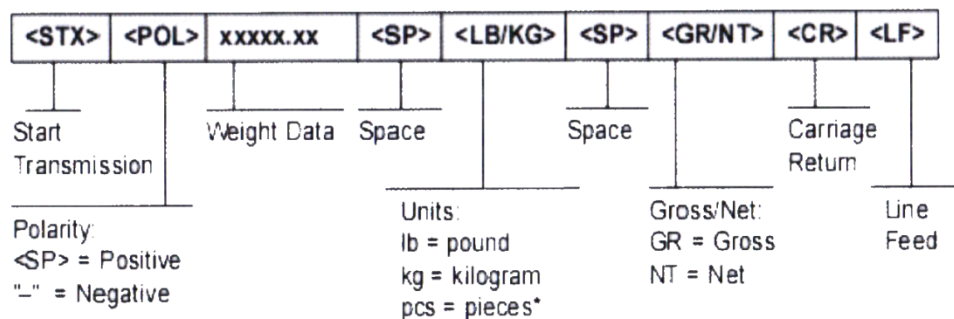 <STX> <POL> xxxxx.xx <SP> <LB/KG> <SP> <GR/NT> <CR> <LF>
Start
Transmission
Weight Data
Space
Space
Carriage
Return
Polarity:
<SP> = Positive
"–" = Negative
Units:
lb = pound
kg = kilogram
pcs = pieces*
Gross/Net:
GR = Gross
NT = Net
Line
Feed